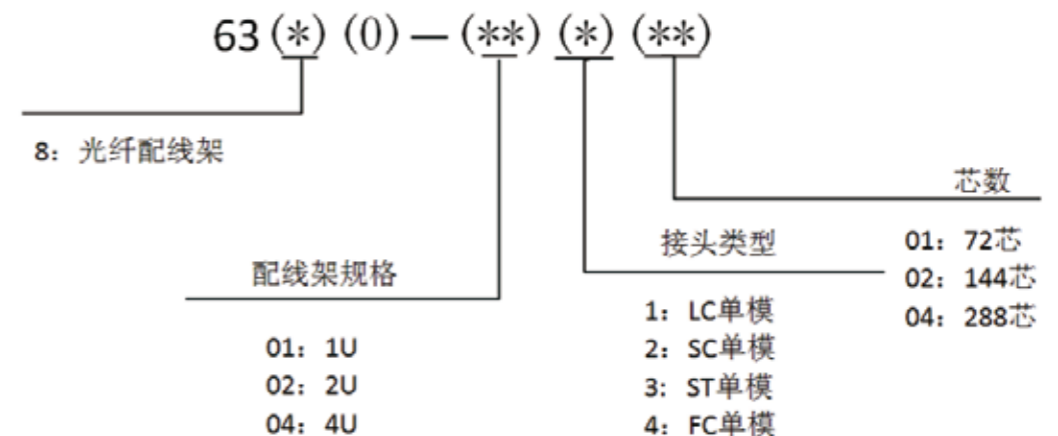 63 (*) (0) — (**) (*) (**)
8：光纤配线架
芯数
01：72芯
02：144芯
04：288芯
接头类型
1：LC单模
2：SC单模
3: ST单模
4：FC单模
配线架规格
01：1U
02：2U
04：4U